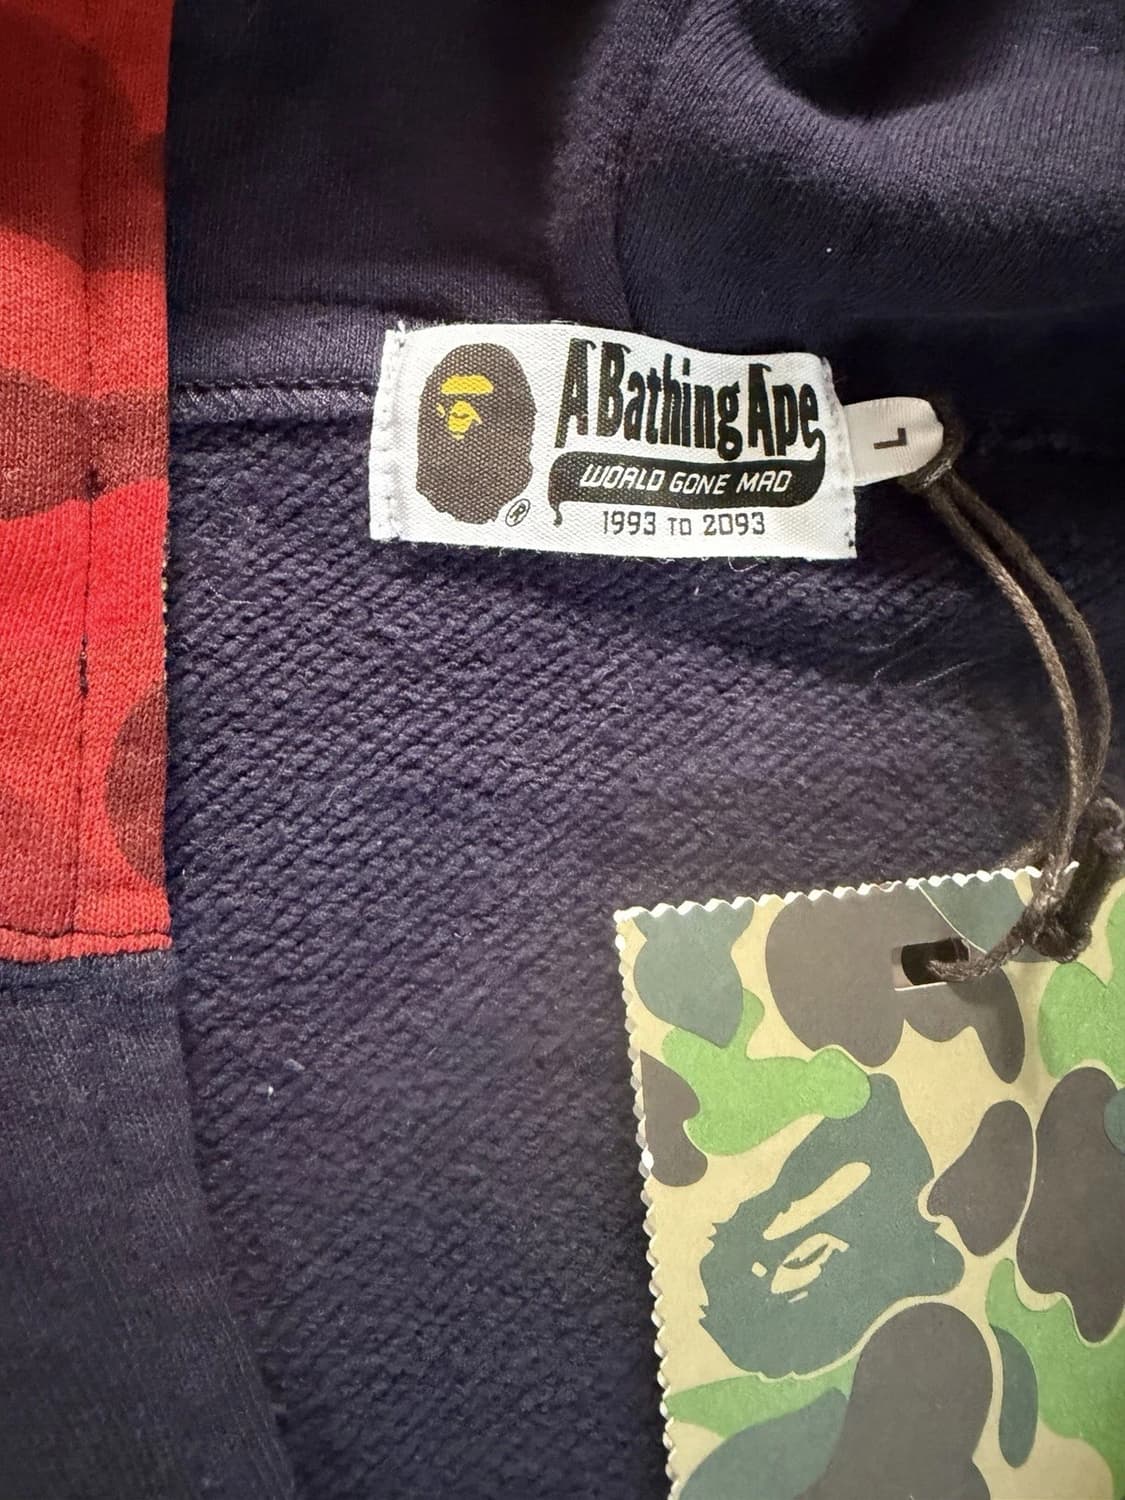 A Bathing Ape
WORLD GONE MAD
1993 TO 2093
®
L